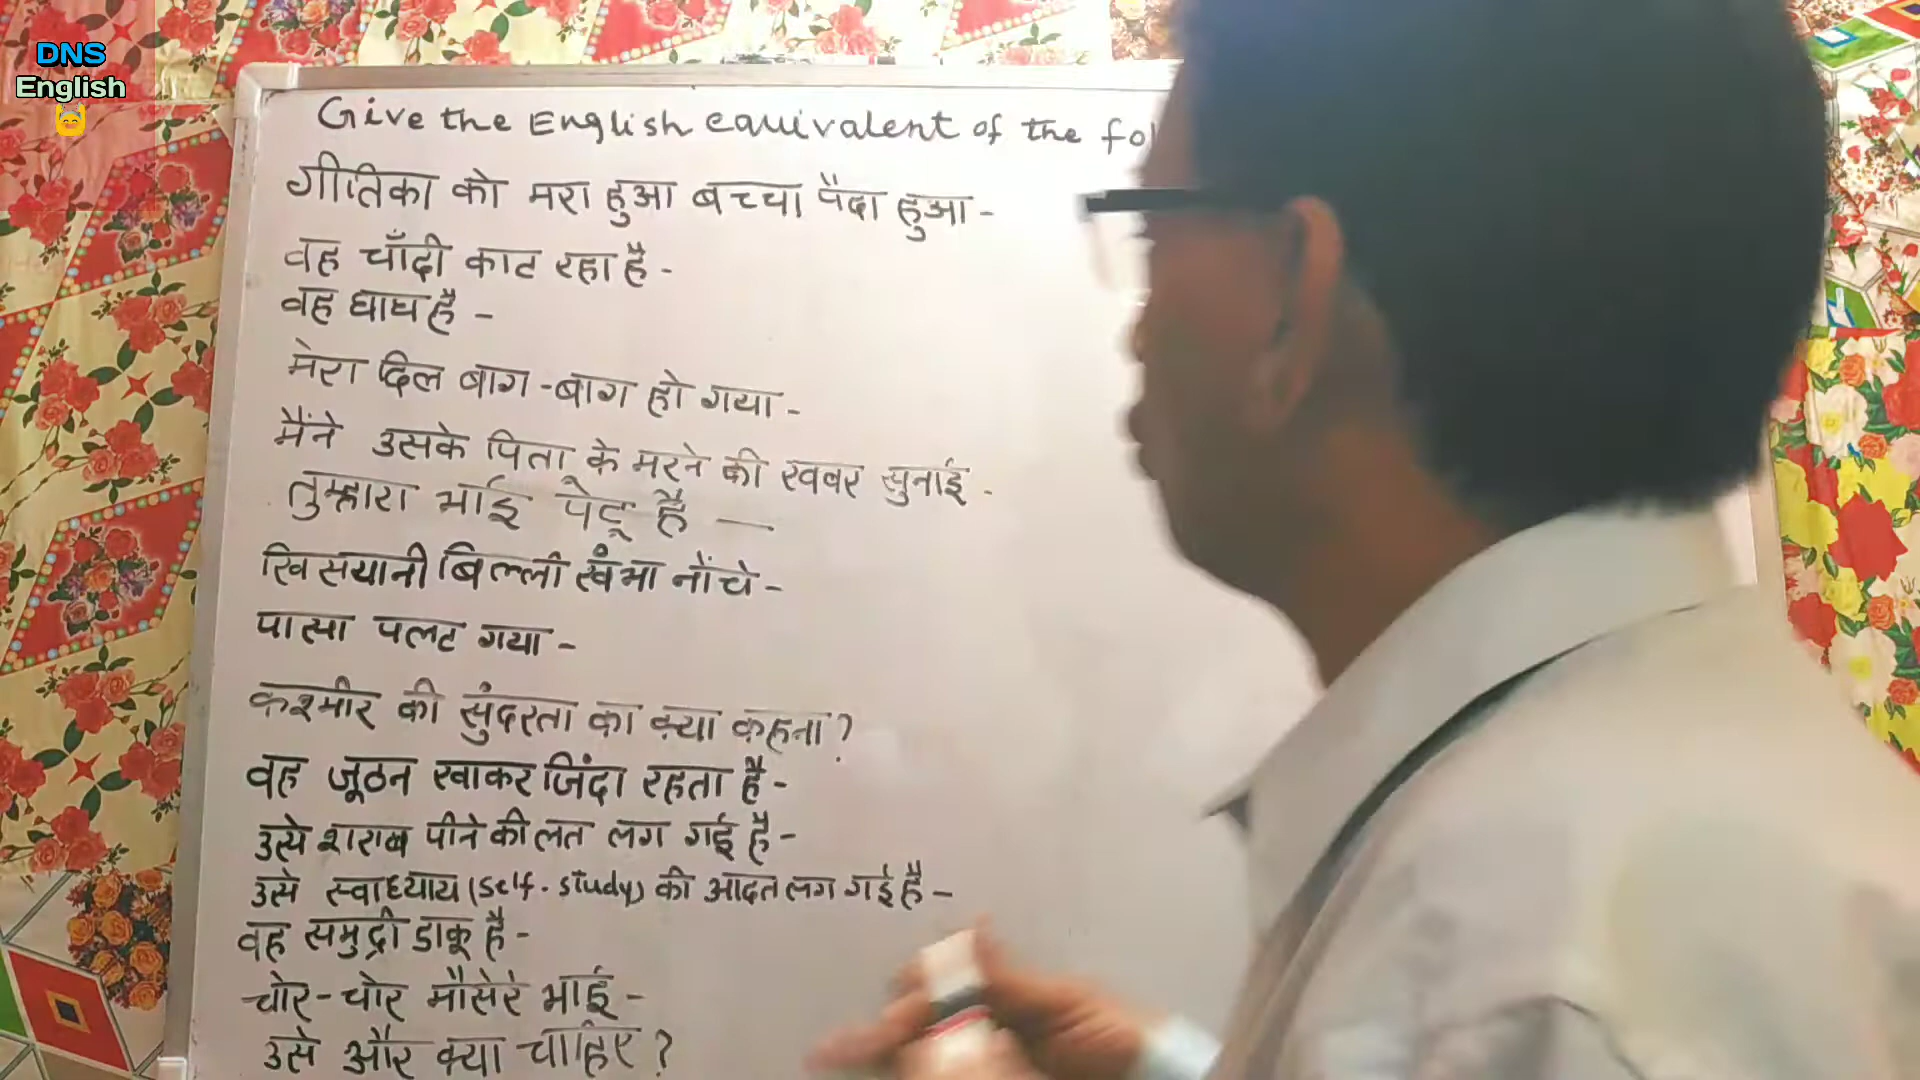 DNS
English
Give the English equivalent of the fol
गीतिका को मरा हुआ बच्चा पैदा हुआ -
वह चाँदी काट रहा है -
वह घाघ है -
मेरा दिल बाग -बाग हो गया -
मैंने उसके पिता के मरने की खबर सुनाई -
तुम्हारा भाई पेटू है —
खिसयानी बिल्ली खंभा नोंचे -
पासा पलट गया -
कश्मीर की सुंदरता का क्या कहना?
वह जूठन खाकर जिंदा रहता है -
उसे शराब पीने की लत लग गई है -
उसे स्वाध्याय (self - study) की आदत लग गई है -
वह समुद्री डाकू है -
चोर - चोर मौसेरे भाई -
उसे और क्या चाहिए?